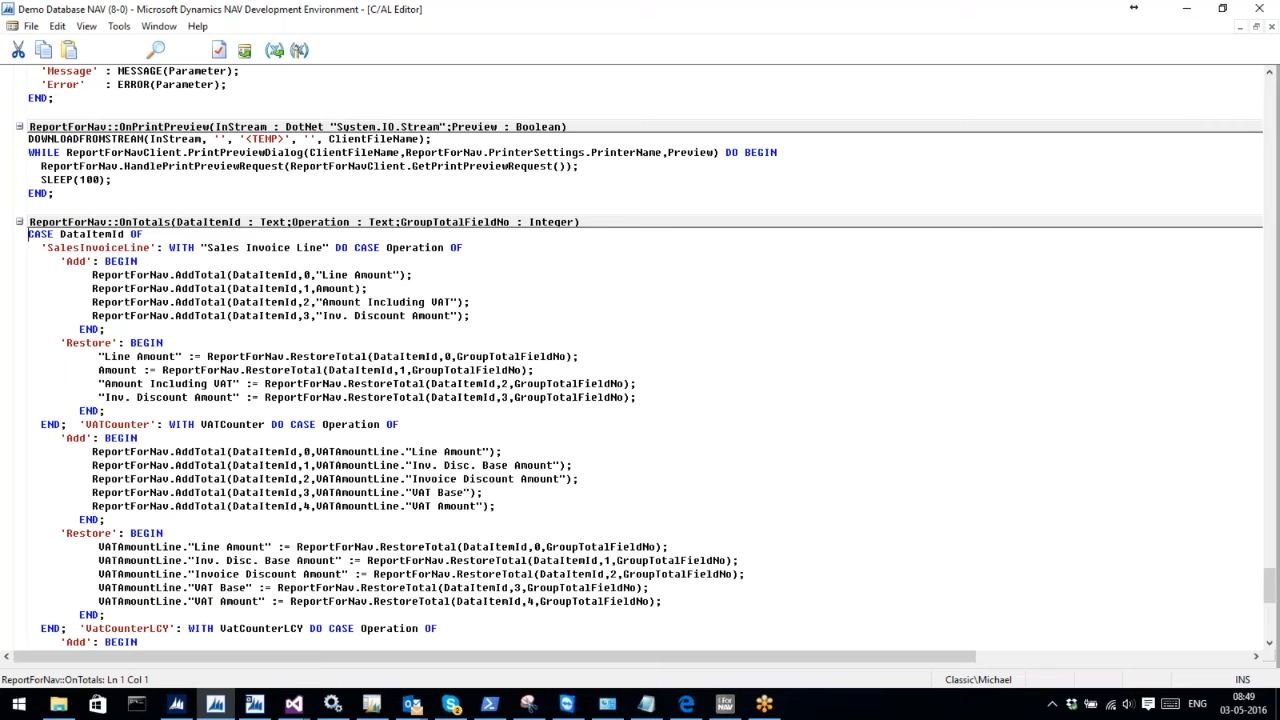 Demo Database NAV (8-0) - Microsoft Dynamics NAV Development Environment - [C/AL Editor]
File Edit View Tools Window Help
'Message' : MESSAGE(Parameter);
'Error' : ERROR(Parameter);
END;
ReportForNav::OnPrintPreview(InStream : DotNet "System.IO.Stream";Preview : Boolean)
DOWNLOADFROMSTREAM(InStream, '', '<TEMP>', '', ClientFileName);
WHILE ReportForNavClient.PrintPreviewDialog(ClientFileName,ReportForNav.PrinterSettings.PrinterName,Preview) DO BEGIN
ReportForNav.HandlePrintPreviewRequest(ReportForNavClient.GetPrintPreviewRequest());
SLEEP(100);
END;
ReportForNav::OnTotals(DataItemId : Text;Operation : Text;GroupTotalFieldNo : Integer)
CASE DataItemId OF
'SalesInvoiceLine': WITH "Sales Invoice Line" DO CASE Operation OF
'Add': BEGIN
ReportForNav.AddTotal(DataItemId,0,"Line Amount");
ReportForNav.AddTotal(DataItemId,1,Amount);
ReportForNav.AddTotal(DataItemId,2,"Amount Including VAT");
ReportForNav.AddTotal(DataItemId,3,"Inv. Discount Amount");
END;
'Restore': BEGIN
"Line Amount" := ReportForNav.RestoreTotal(DataItemId,0,GroupTotalFieldNo);
Amount := ReportForNav.RestoreTotal(DataItemId,1,GroupTotalFieldNo);
"Amount Including VAT" := ReportForNav.RestoreTotal(DataItemId,2,GroupTotalFieldNo);
"Inv. Discount Amount" := ReportForNav.RestoreTotal(DataItemId,3,GroupTotalFieldNo);
END;
END; 'VATCounter': WITH VATCounter DO CASE Operation OF
'Add': BEGIN
ReportForNav.AddTotal(DataItemId,0,VATAmountLine."Line Amount");
ReportForNav.AddTotal(DataItemId,1,VATAmountLine."Inv. Disc. Base Amount");
ReportForNav.AddTotal(DataItemId,2,VATAmountLine."Invoice Discount Amount");
ReportForNav.AddTotal(DataItemId,3,VATAmountLine."VAT Base");
ReportForNav.AddTotal(DataItemId,4,VATAmountLine."VAT Amount");
END;
'Restore': BEGIN
VATAmountLine."Line Amount" := ReportForNav.RestoreTotal(DataItemId,0,GroupTotalFieldNo);
VATAmountLine."Inv. Disc. Base Amount" := ReportForNav.RestoreTotal(DataItemId,1,GroupTotalFieldNo);
VATAmountLine."Invoice Discount Amount" := ReportForNav.RestoreTotal(DataItemId,2,GroupTotalFieldNo);
VATAmountLine."VAT Base" := ReportForNav.RestoreTotal(DataItemId,3,GroupTotalFieldNo);
VATAmountLine."VAT Amount" := ReportForNav.RestoreTotal(DataItemId,4,GroupTotalFieldNo);
END;
END; 'VatCounterLCY': WITH VatCounterLCY DO CASE Operation OF
'Add': BEGIN
ReportForNav::OnTotals: Ln 1 Col 1 Classic\Michael INS
ENG 08:49
03-05-2016